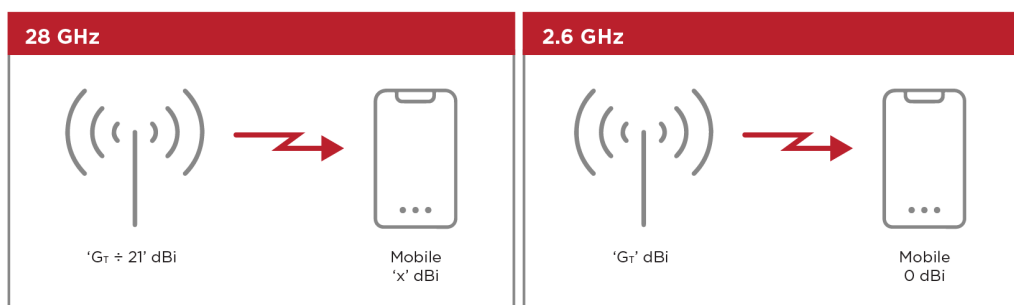 28 GHz
2.6 GHz
‘GT ÷ 21’ dBi
Mobile
‘x’ dBi
‘GT’ dBi
Mobile
0 dBi